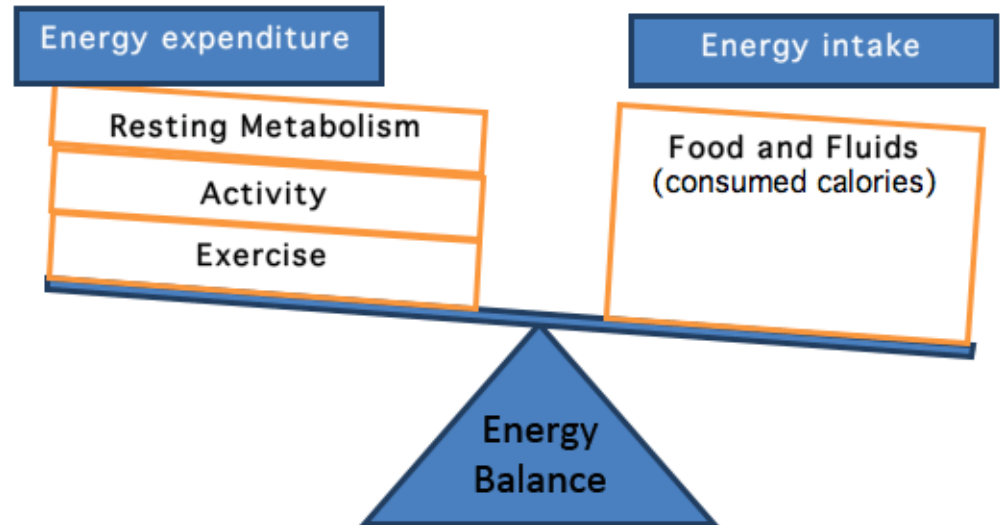 Energy expenditure
Resting Metabolism
Activity
Exercise
Energy intake
Food and Fluids
(consumed calories)
Energy
Balance